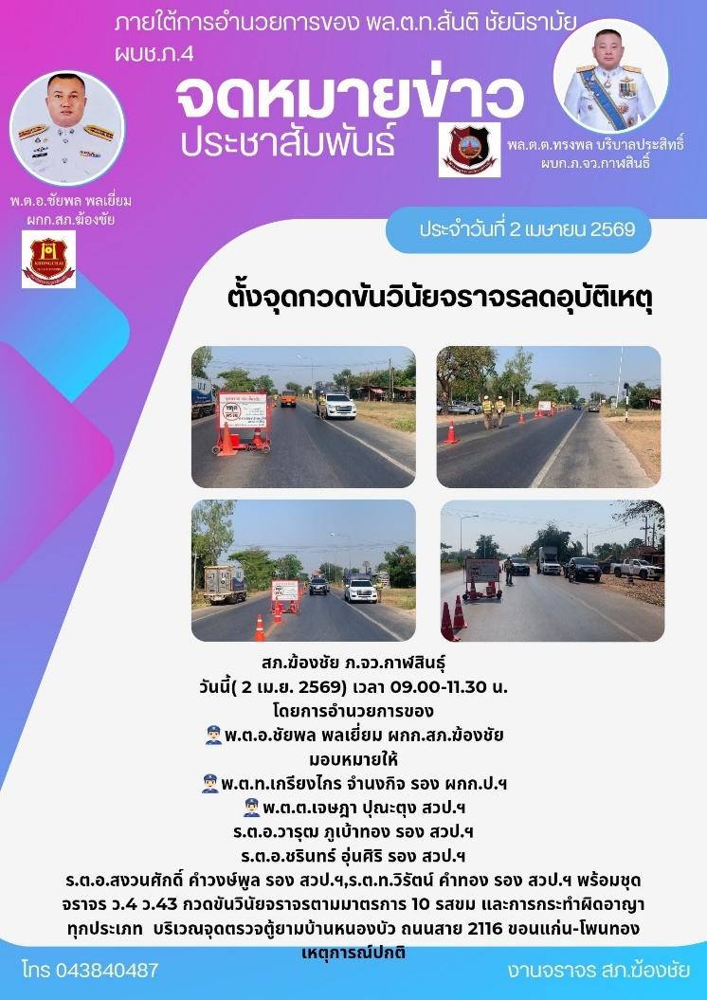 ภายใต้การอำนวยการของ พล.ต.ท.สันติ ชัยนิรามัย
ผบช.ภ.4
จดหมายข่าว
ประชาสัมพันธ์
พล.ต.ต.ทรงพล บริบาลประสิทธิ์
ผบก.ภ.จว.กาฬสินธุ์
พ.ต.อ.ชัยพล พลเยี่ยม
ผกก.สภ.ฆ้องชัย
KHONGCHAI
ประจำวันที่ 2 เมษายน 2569
ตั้งจุดกวดขันวินัยจราจรลดอุบัติเหตุ
หยุด
ตรวจ
สภ.ฆ้องชัย ภ.จว.กาฬสินธุ์
วันนี้( 2 เม.ย. 2569) เวลา 09.00-11.30 น.
โดยการอำนวยการของ
👮🏻‍♂️พ.ต.อ.ชัยพล พลเยี่ยม ผกก.สภ.ฆ้องชัย
มอบหมายให้
👮🏻‍♂️พ.ต.ท.เกรียงไกร จำนงกิจ รอง ผกก.ป.ฯ
👮🏻‍♂️พ.ต.ต.เจษฎา ปุณะตุง สวป.ฯ
ร.ต.อ.วารุฒ ภูเบ้าทอง รอง สวป.ฯ
ร.ต.อ.ชรินทร์ อุ่นศิริ รอง สวป.ฯ
ร.ต.อ.สงวนศักดิ์ คำวงษ์พูล รอง สวป.ฯ,ร.ต.ท.วิรัตน์ คำทอง รอง สวป.ฯ พร้อมชุด
จราจร ว.4 ว.43 กวดขันวินัยจราจรตามมาตรการ 10 รสขม และการกระทำผิดอาญา
ทุกประเภท บริเวณจุดตรวจตู้ยามบ้านหนองบัว ถนนสาย 2116 ขอนแก่น-โพนทอง
เหตุการณ์ปกติ
โทร 043840487
งานจราจร สภ.ฆ้องชัย